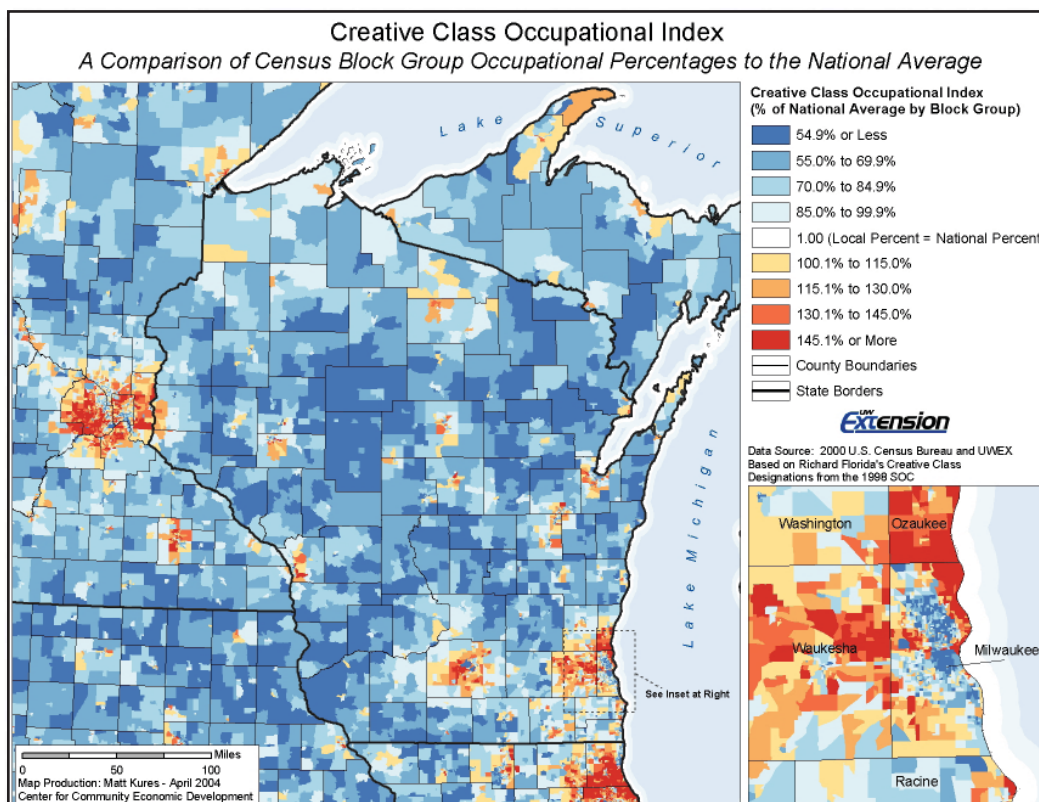 Creative Class Occupational Index
A Comparison of Census Block Group Occupational Percentages to the National Average
Lake Superior
Lake Michigan
See Inset at Right
Miles
0 50 100
Map Production: Matt Kures - April 2004
Center for Community Economic Development
Creative Class Occupational Index
(% of National Average by Block Group)
54.9% or Less
55.0% to 69.9%
70.0% to 84.9%
85.0% to 99.9%
1.00 (Local Percent = National Percent
100.1% to 115.0%
115.1% to 130.0%
130.1% to 145.0%
145.1% or More
County Boundaries
State Borders
UW
Extension
Data Source: 2000 U.S. Census Bureau and UWEX
Based on Richard Florida's Creative Class
Designations from the 1998 SOC
Washington
Ozaukee
Waukesha
Milwaukee
Racine